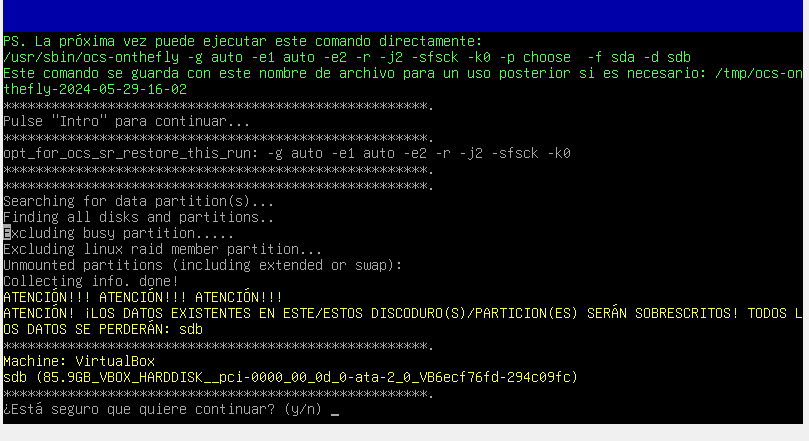 PS. La próxima vez puede ejecutar este comando directamente:
/usr/sbin/ocs-onthefly -g auto -e1 auto -e2 -r -j2 -sfsck -k0 -p choose  -f sda -d sdb
Este comando se guarda con este nombre de archivo para un uso posterior si es necesario: /tmp/ocs-on
thefly-2024-05-29-16-02
*****************************************************.
Pulse "Intro" para continuar...
*****************************************************.
opt_for_ocs_sr_restore_this_run: -g auto -e1 auto -e2 -r -j2 -sfsck -k0
*****************************************************.
*****************************************************.
Searching for data partition(s)...
Finding all disks and partitions..
Excluding busy partition.....
Excluding linux raid member partition...
Unmounted partitions (including extended or swap):
Collecting info. done!
ATENCIÓN!!! ATENCIÓN!!! ATENCIÓN!!!
ATENCIÓN! ¡LOS DATOS EXISTENTES EN ESTE/ESTOS DISCODURO(S)/PARTICION(ES) SERÁN SOBRESCRITOS! TODOS L
OS DATOS SE PERDERÁN: sdb
*****************************************************.
Machine: VirtualBox
sdb (85.9GB_VBOX_HARDDISK__pci-0000_00_0d_0-ata-2_0_VB6ecf76fd-294c09fc)
*****************************************************.
¿Está seguro que quiere continuar? (y/n) _